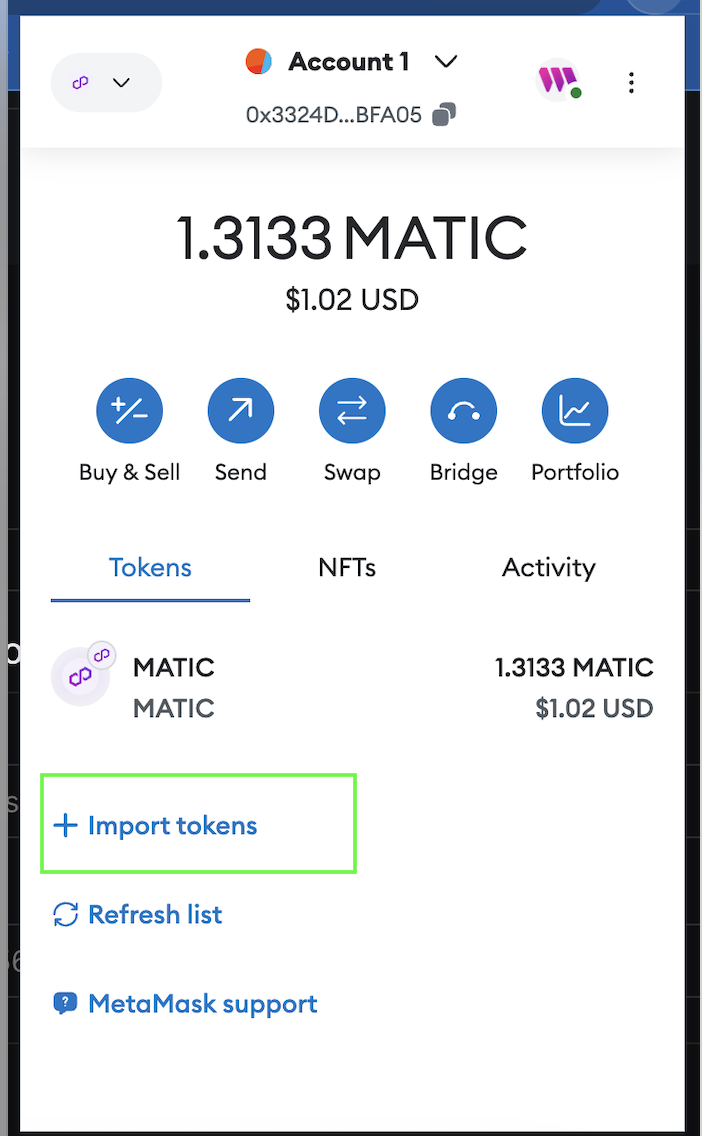 Account 1
0x3324D...BFA05
1.3133 MATIC
$1.02 USD
Buy & Sell Send Swap Bridge Portfolio
Tokens NFTs Activity
MATIC 1.3133 MATIC
MATIC $1.02 USD
Import tokens
Refresh list
MetaMask support